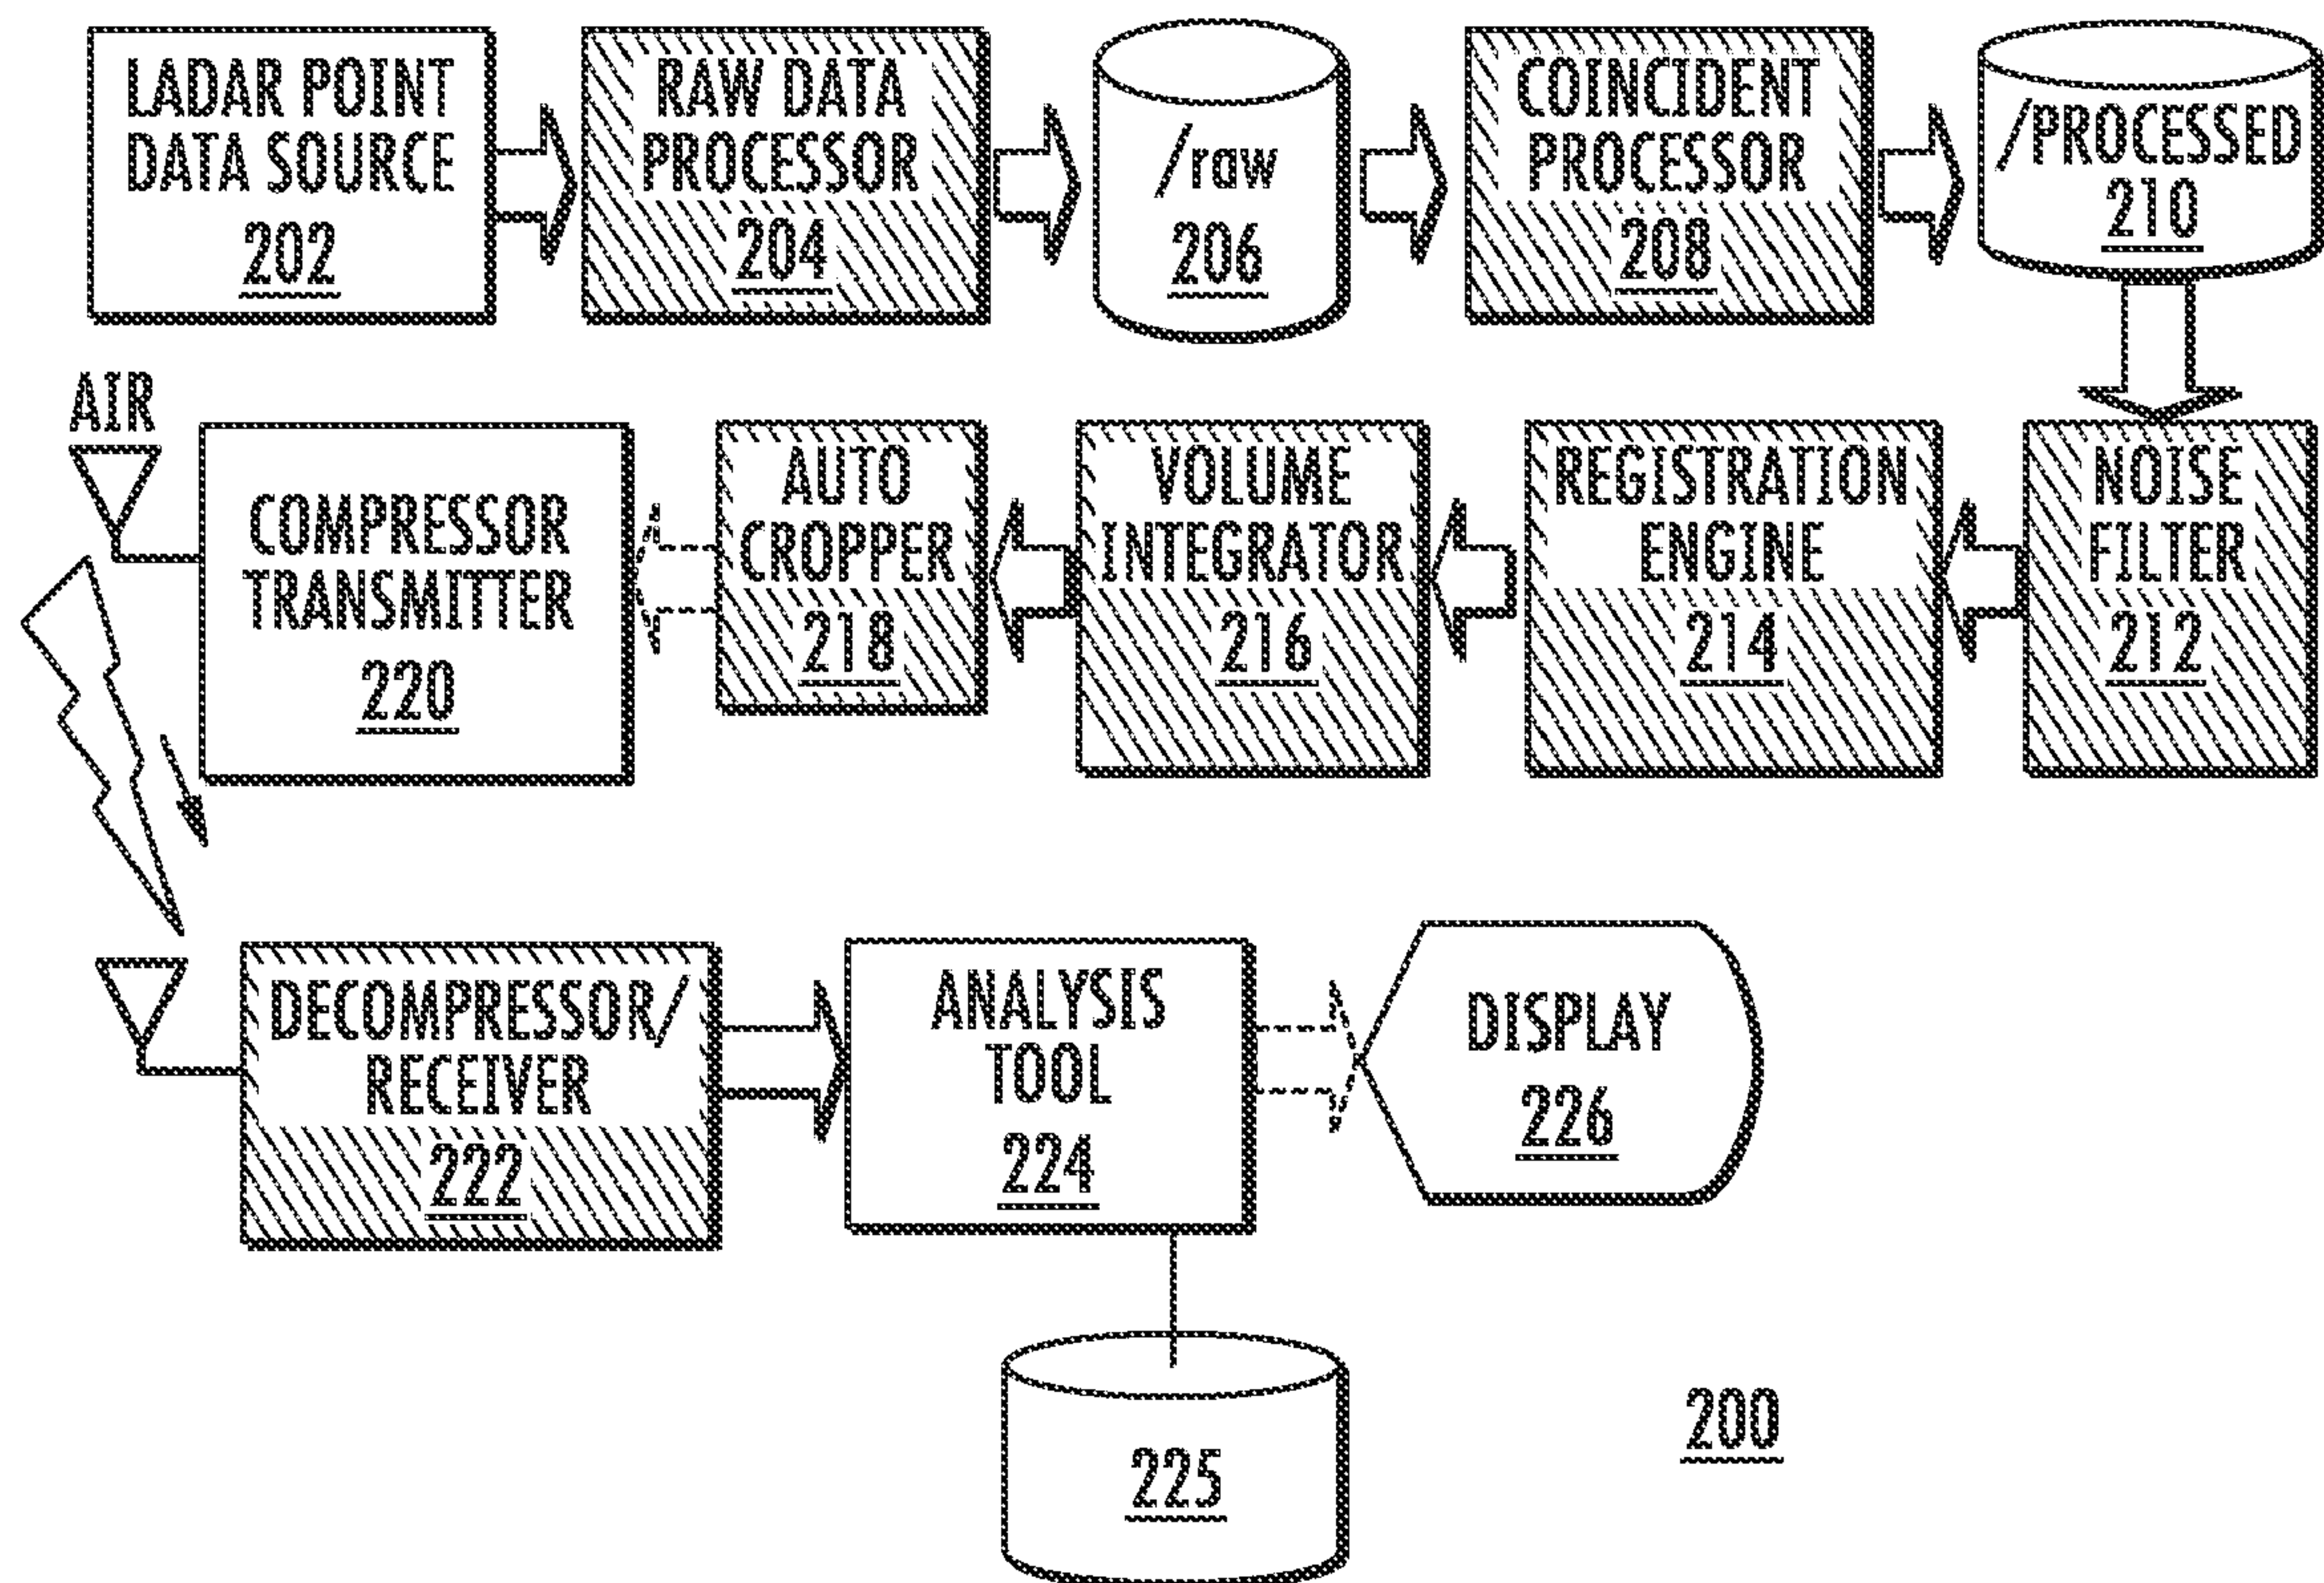 LADAR POINT
DATA SOURCE
202
RAW DATA
PROCESSOR
204
/raw
206
COINCIDENT
PROCESSOR
208
/PROCESSED
210
AIR
COMPRESSOR
TRANSMITTER
220
AUTO
CROPPER
218
VOLUME
INTEGRATOR
216
REGISTRATION
ENGINE
214
NOISE
FILTER
212
DECOMPRESSOR/
RECEIVER
222
ANALYSIS
TOOL
224
DISPLAY
226
225
200